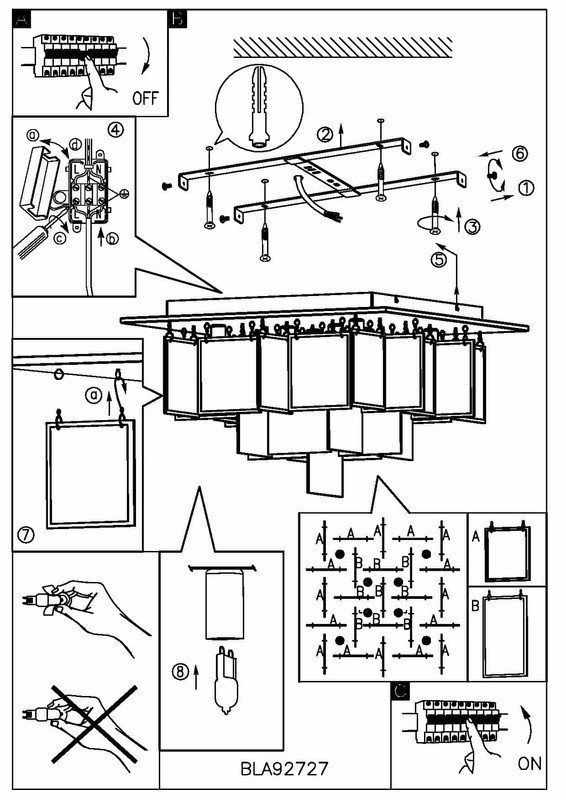 A
B
OFF
④
a
d
L N
L N
c
b
②
⑥
①
③
⑤
a
⑦
A A A A A
A B B B B A
A B B B A
A B B B B A
A A A A A
A
B
⑧
C
ON
BLA92727